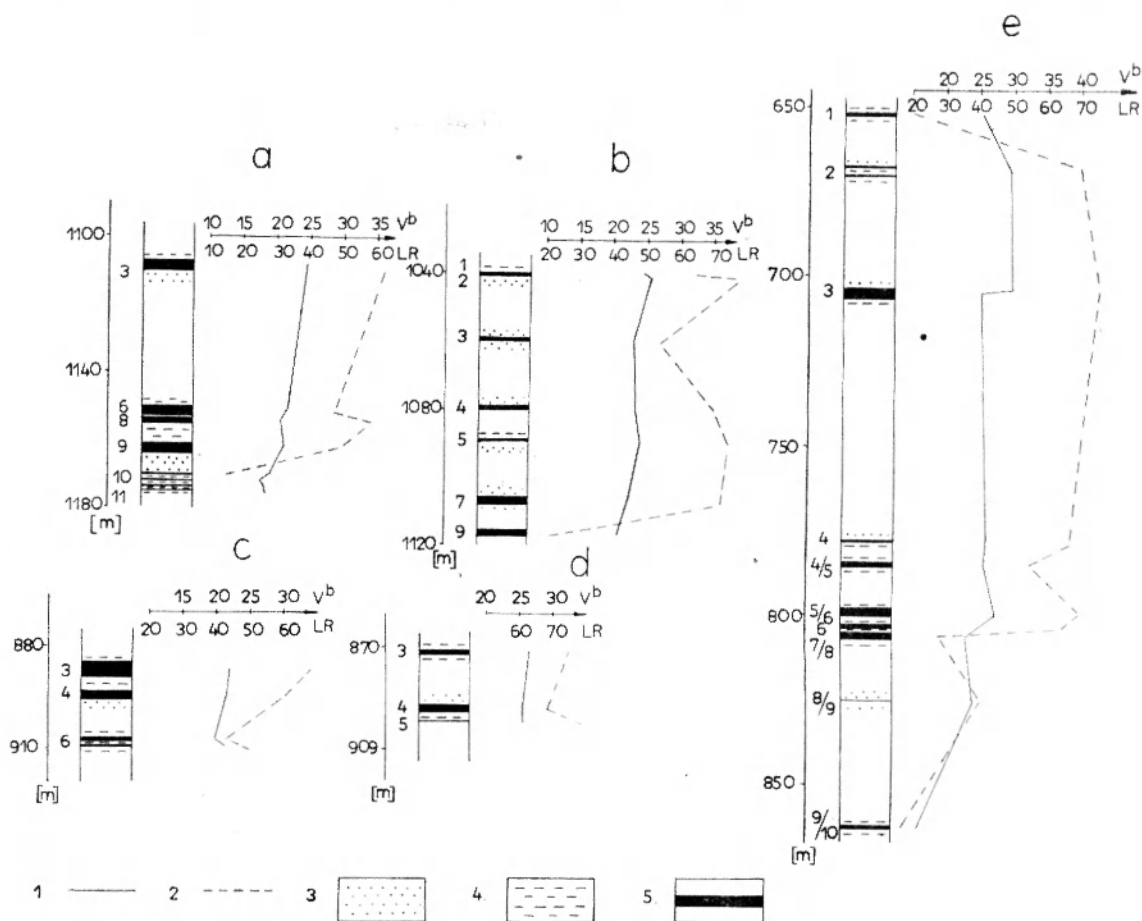 e
20 25 30 35 40 V^b
20 30 40 50 60 70 LR
650
1
2
700
3
750
4
4/5
5/6
800
6
7/8
8/9
850
9/10
[m]
a
10 15 20 25 30 35 V^b
10 20 30 40 50 60 LR
1100
3
1140
6
8
9
10
11
1180
[m]
b
10 15 20 25 30 35 V^b
20 30 40 50 60 70 LR
1040
1
2
3
1080
4
5
7
9
1120
[m]
c
15 20 25 30 V^b
20 30 40 50 60 LR
880
3
4
6
910
[m]
d
20 25 30 V^b
60 70 LR
870
3
4
5
909
[m]
1 2 3 4. 5.